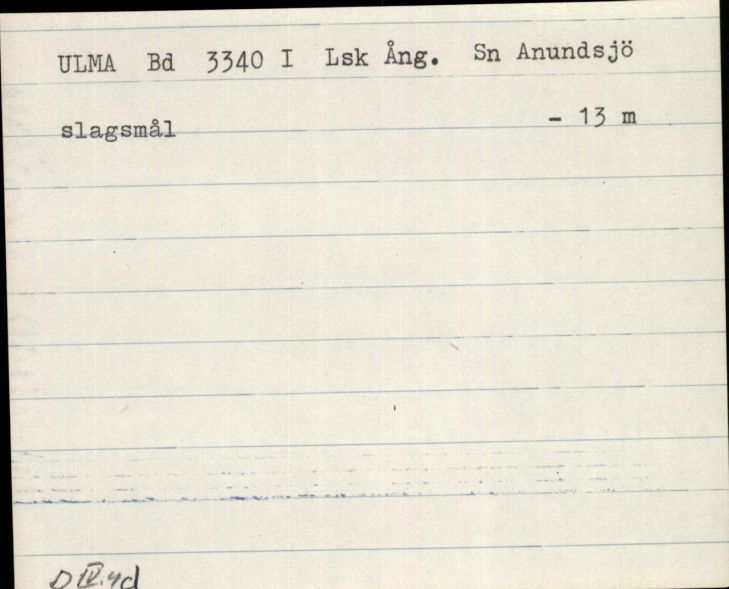 ULMA Bd 3340 I Lsk Ång. Sn Anundsjö
slagsmål - 13 m
D IV.4d